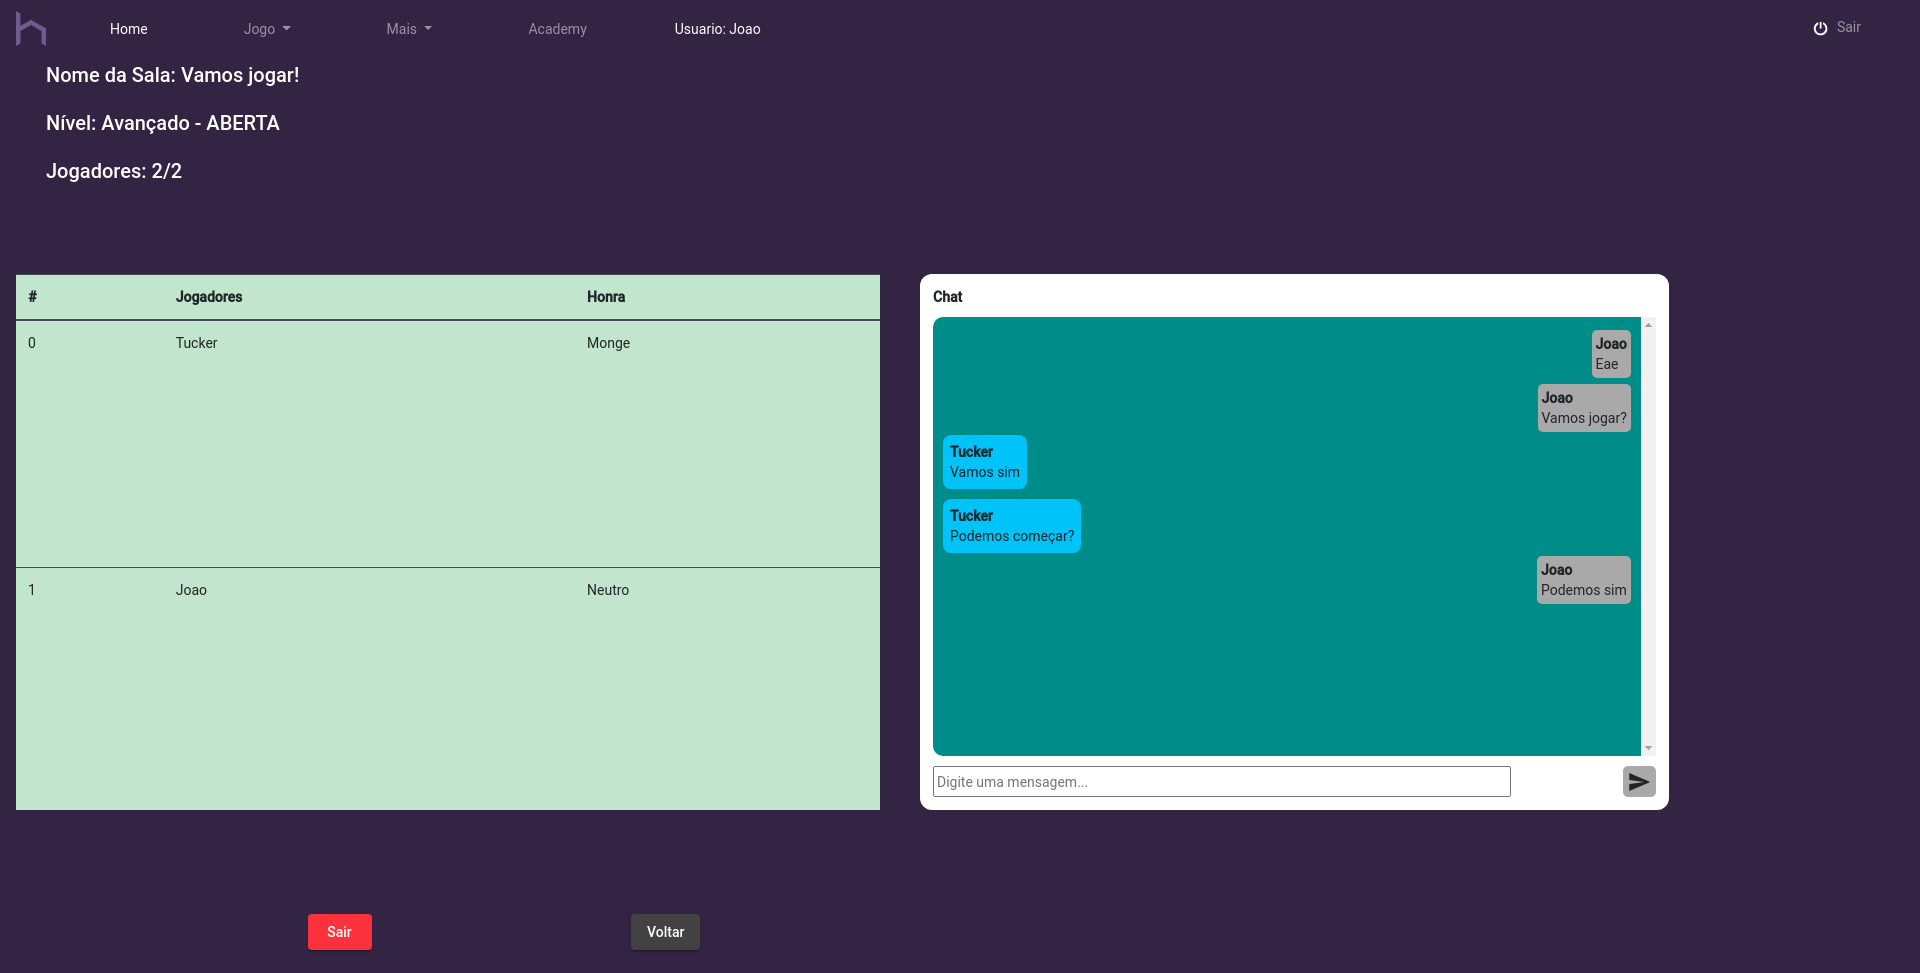 Home Jogo Mais Academy Usuario: Joao Sair
Nome da Sala: Vamos jogar!
Nível: Avançado - ABERTA
Jogadores: 2/2
# Jogadores Honra
0 Tucker Monge
1 Joao Neutro
Chat
Joao
Eae
Joao
Vamos jogar?
Tucker
Vamos sim
Tucker
Podemos começar?
Joao
Podemos sim
Digite uma mensagem...
Sair Voltar